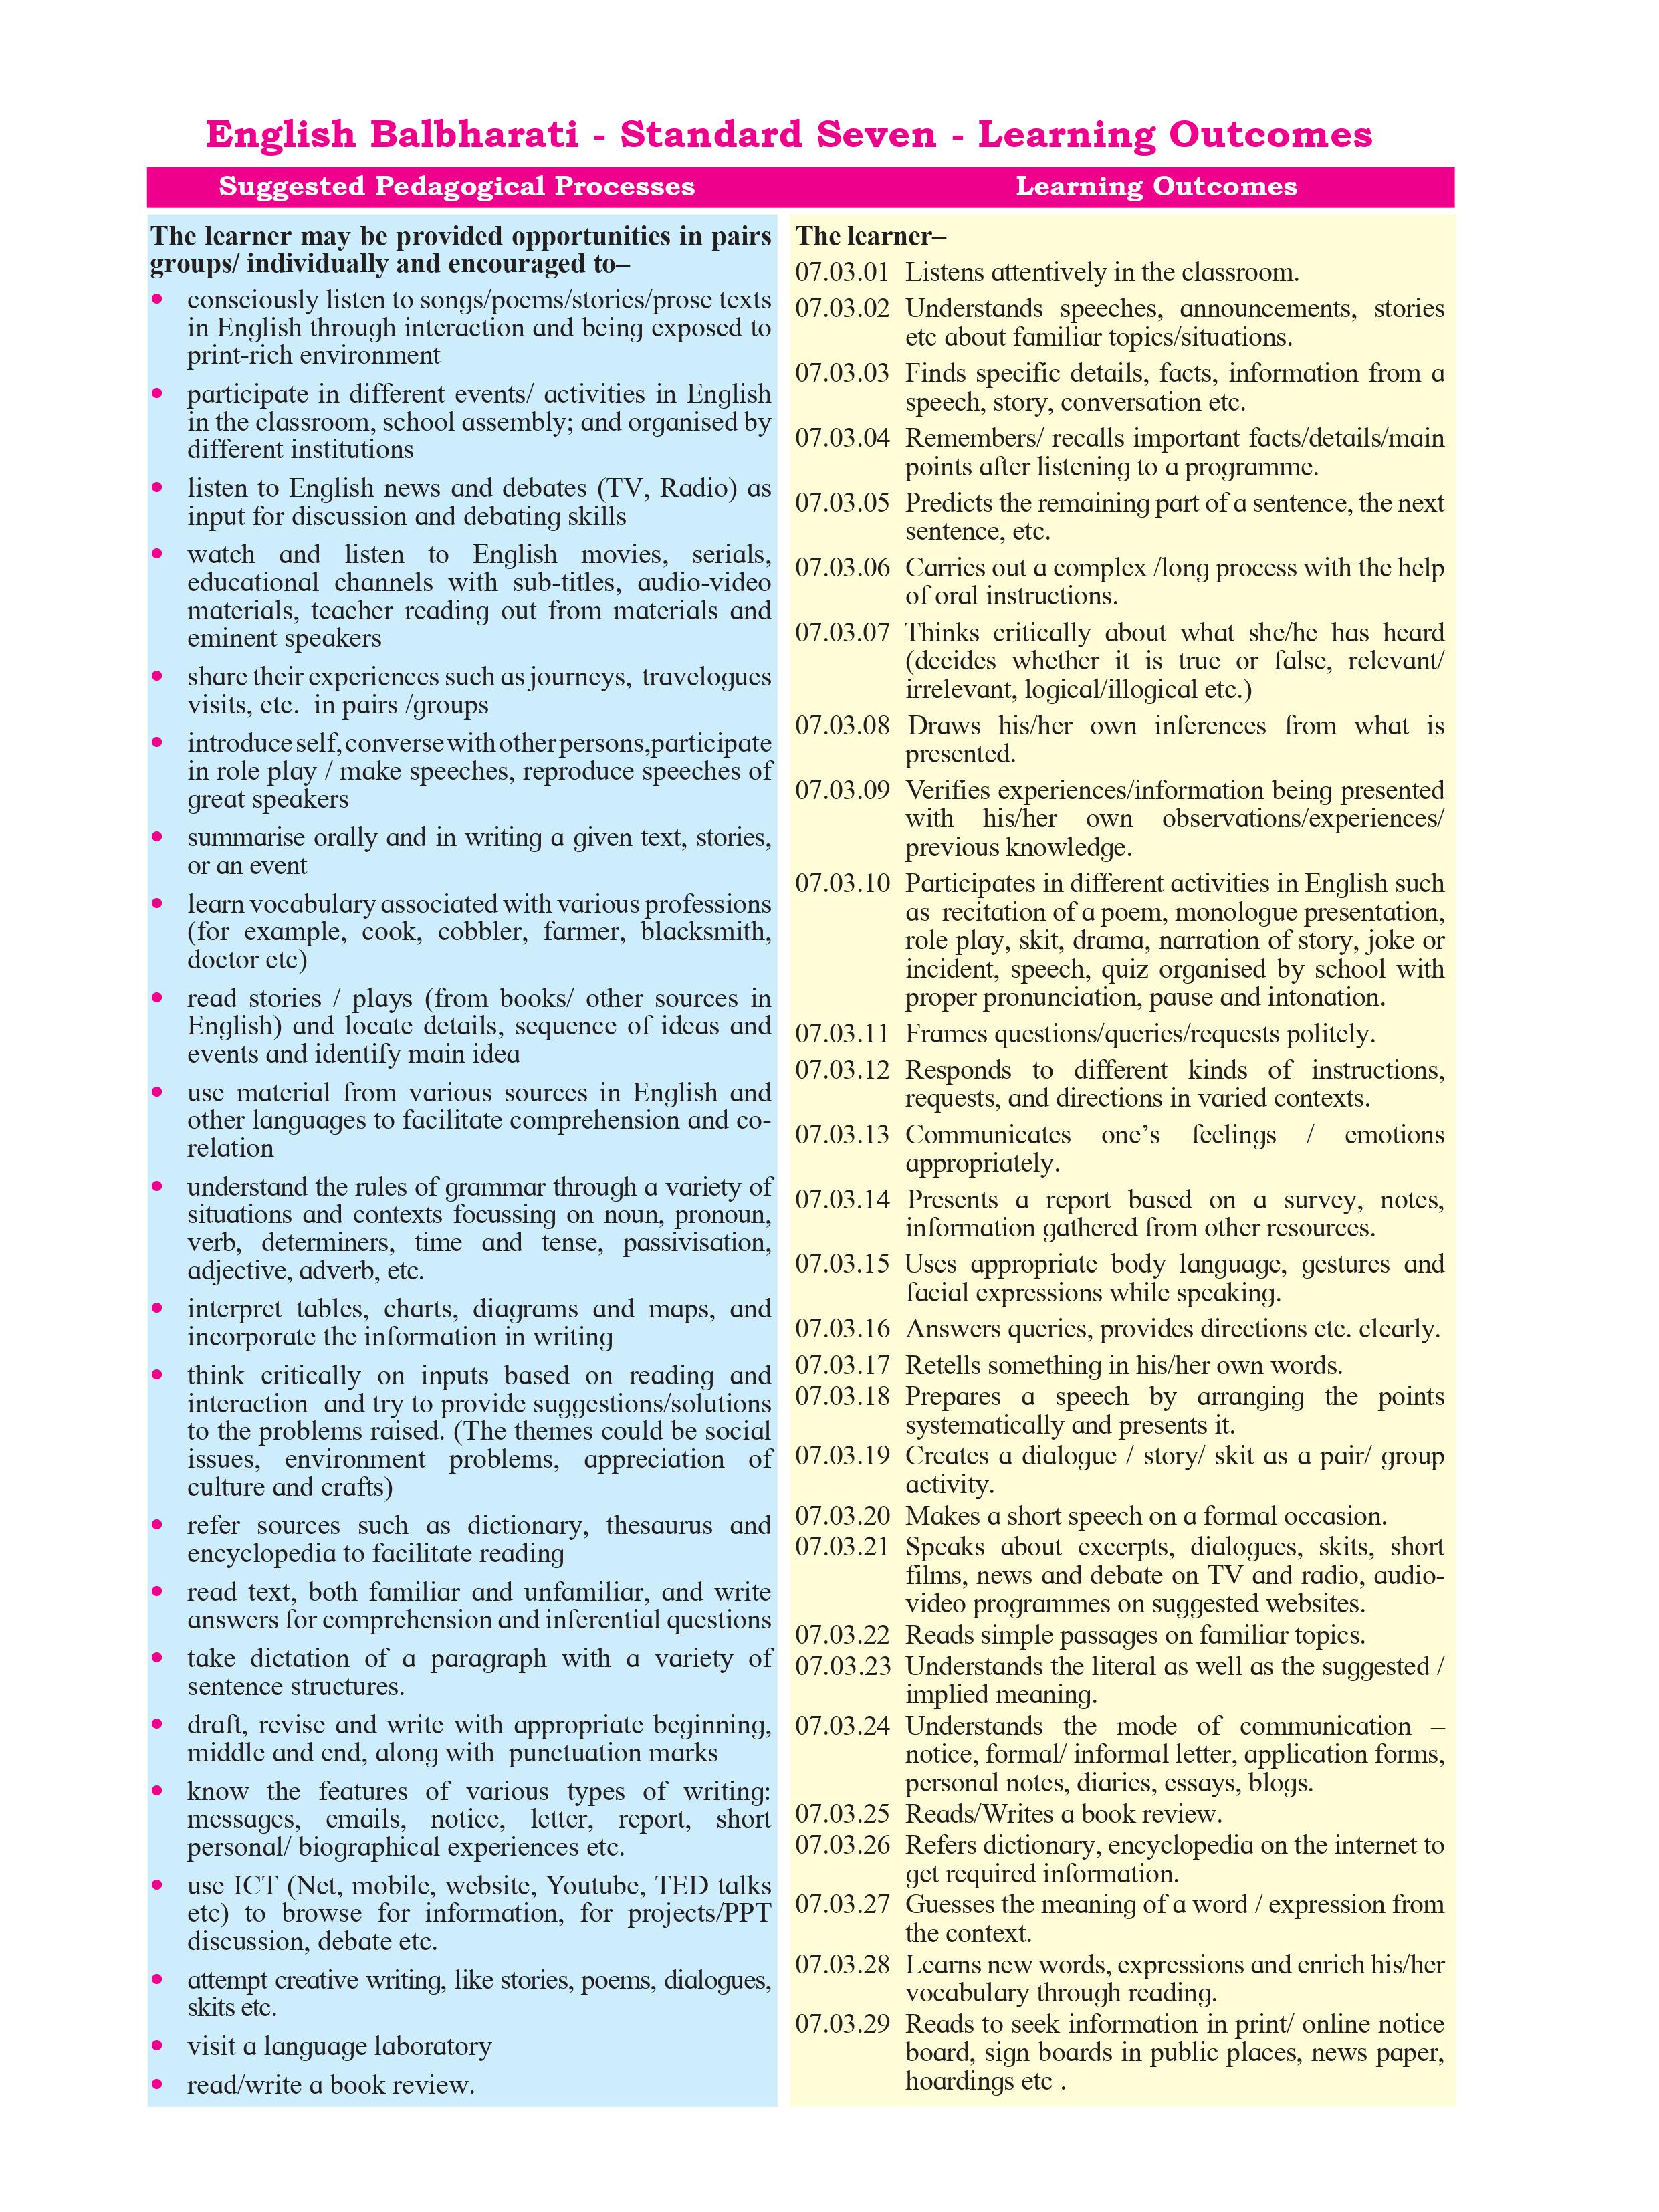 English Balbharati - Standard Seven - Learning Outcomes
Suggested Pedagogical Processes
The learner may be provided opportunities in pairs
groups/ individually and encouraged to–
• consciously listen to songs/poems/stories/prose texts
in English through interaction and being exposed to
print-rich environment
• participate in different events/ activities in English
in the classroom, school assembly; and organised by
different institutions
• listen to English news and debates (TV, Radio) as
input for discussion and debating skills
• watch and listen to English movies, serials,
educational channels with sub-titles, audio-video
materials, teacher reading out from materials and
eminent speakers
• share their experiences such as journeys, travelogues
visits, etc. in pairs /groups
• introduce self, converse with other persons,participate
in role play / make speeches, reproduce speeches of
great speakers
• summarise orally and in writing a given text, stories,
or an event
• learn vocabulary associated with various professions
(for example, cook, cobbler, farmer, blacksmith,
doctor etc)
• read stories / plays (from books/ other sources in
English) and locate details, sequence of ideas and
events and identify main idea
• use material from various sources in English and
other languages to facilitate comprehension and co-
relation
• understand the rules of grammar through a variety of
situations and contexts focussing on noun, pronoun,
verb, determiners, time and tense, passivisation,
adjective, adverb, etc.
• interpret tables, charts, diagrams and maps, and
incorporate the information in writing
• think critically on inputs based on reading and
interaction and try to provide suggestions/solutions
to the problems raised. (The themes could be social
issues, environment problems, appreciation of
culture and crafts)
• refer sources such as dictionary, thesaurus and
encyclopedia to facilitate reading
• read text, both familiar and unfamiliar, and write
answers for comprehension and inferential questions
• take dictation of a paragraph with a variety of
sentence structures.
• draft, revise and write with appropriate beginning,
middle and end, along with punctuation marks
• know the features of various types of writing:
messages, emails, notice, letter, report, short
personal/ biographical experiences etc.
• use ICT (Net, mobile, website, Youtube, TED talks
etc) to browse for information, for projects/PPT
discussion, debate etc.
• attempt creative writing, like stories, poems, dialogues,
skits etc.
• visit a language laboratory
• read/write a book review.
Learning Outcomes
The learner–
07.03.01 Listens attentively in the classroom.
07.03.02 Understands speeches, announcements, stories
etc about familiar topics/situations.
07.03.03 Finds specific details, facts, information from a
speech, story, conversation etc.
07.03.04 Remembers/ recalls important facts/details/main
points after listening to a programme.
07.03.05 Predicts the remaining part of a sentence, the next
sentence, etc.
07.03.06 Carries out a complex /long process with the help
of oral instructions.
07.03.07 Thinks critically about what she/he has heard
(decides whether it is true or false, relevant/
irrelevant, logical/illogical etc.)
07.03.08 Draws his/her own inferences from what is
presented.
07.03.09 Verifies experiences/information being presented
with his/her own observations/experiences/
previous knowledge.
07.03.10 Participates in different activities in English such
as recitation of a poem, monologue presentation,
role play, skit, drama, narration of story, joke or
incident, speech, quiz organised by school with
proper pronunciation, pause and intonation.
07.03.11 Frames questions/queries/requests politely.
07.03.12 Responds to different kinds of instructions,
requests, and directions in varied contexts.
07.03.13 Communicates one’s feelings / emotions
appropriately.
07.03.14 Presents a report based on a survey, notes,
information gathered from other resources.
07.03.15 Uses appropriate body language, gestures and
facial expressions while speaking.
07.03.16 Answers queries, provides directions etc. clearly.
07.03.17 Retells something in his/her own words.
07.03.18 Prepares a speech by arranging the points
systematically and presents it.
07.03.19 Creates a dialogue / story/ skit as a pair/ group
activity.
07.03.20 Makes a short speech on a formal occasion.
07.03.21 Speaks about excerpts, dialogues, skits, short
films, news and debate on TV and radio, audio-
video programmes on suggested websites.
07.03.22 Reads simple passages on familiar topics.
07.03.23 Understands the literal as well as the suggested /
implied meaning.
07.03.24 Understands the mode of communication –
notice, formal/ informal letter, application forms,
personal notes, diaries, essays, blogs.
07.03.25 Reads/Writes a book review.
07.03.26 Refers dictionary, encyclopedia on the internet to
get required information.
07.03.27 Guesses the meaning of a word / expression from
the context.
07.03.28 Learns new words, expressions and enrich his/her
vocabulary through reading.
07.03.29 Reads to seek information in print/ online notice
board, sign boards in public places, news paper,
hoardings etc .